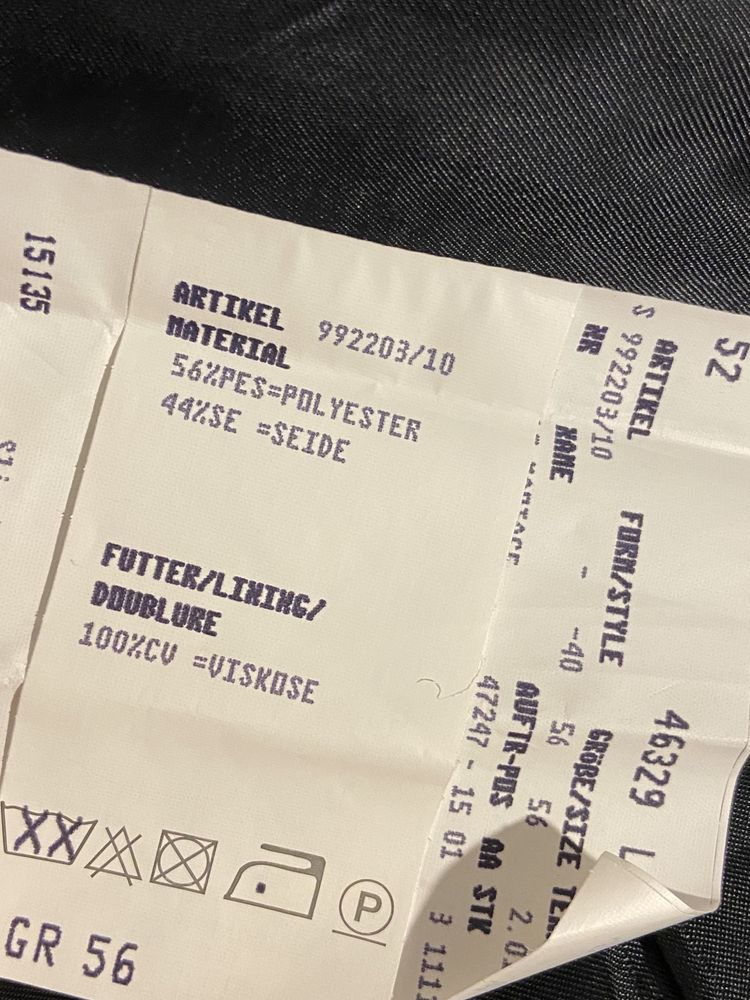 15135
ARTIKEL 992203/10
MATERIAL
56%PES=POLYESTER
44%SE =SEIDE
FUTTER/LINING/
DOUBLURE
100%CV =VISKOSE
XX
P
GR 56
52 46329 L
ARTIKEL FORM/STYLE GRÖßE/SIZE
S 992203/10 -40 56
NR NAME - 56
AUFTR-POS AA STK
47247 - 15 01 3